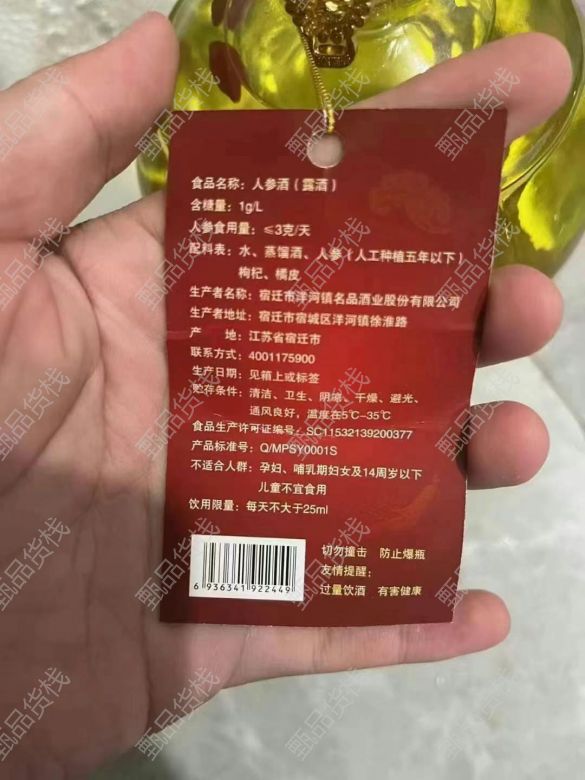 食品名称：人参酒（露酒）
含糖量：1g/L
人参食用量：≤3克/天
配料表：水、蒸馏酒、人参（人工种植五年以下）
枸杞、橘皮
生产者名称：宿迁市洋河镇名品酒业股份有限公司
生产者地址：宿迁市宿城区洋河镇徐淮路
产 地：江苏省宿迁市
联系方式：4001175900
生产日期：见箱上或标签
贮存条件：清洁、卫生、阴凉、干燥、避光、
通风良好，温度在5℃-35℃
食品生产许可证编号：SC11532139200377
产品标准号：Q/MPSY0001S
不适合人群：孕妇、哺乳期妇女及14周岁以下
儿童不宜食用
饮用限量：每天不大于25ml
切勿撞击 防止爆瓶
友情提醒：
过量饮酒 有害健康
6 936341 922449
甄品货栈